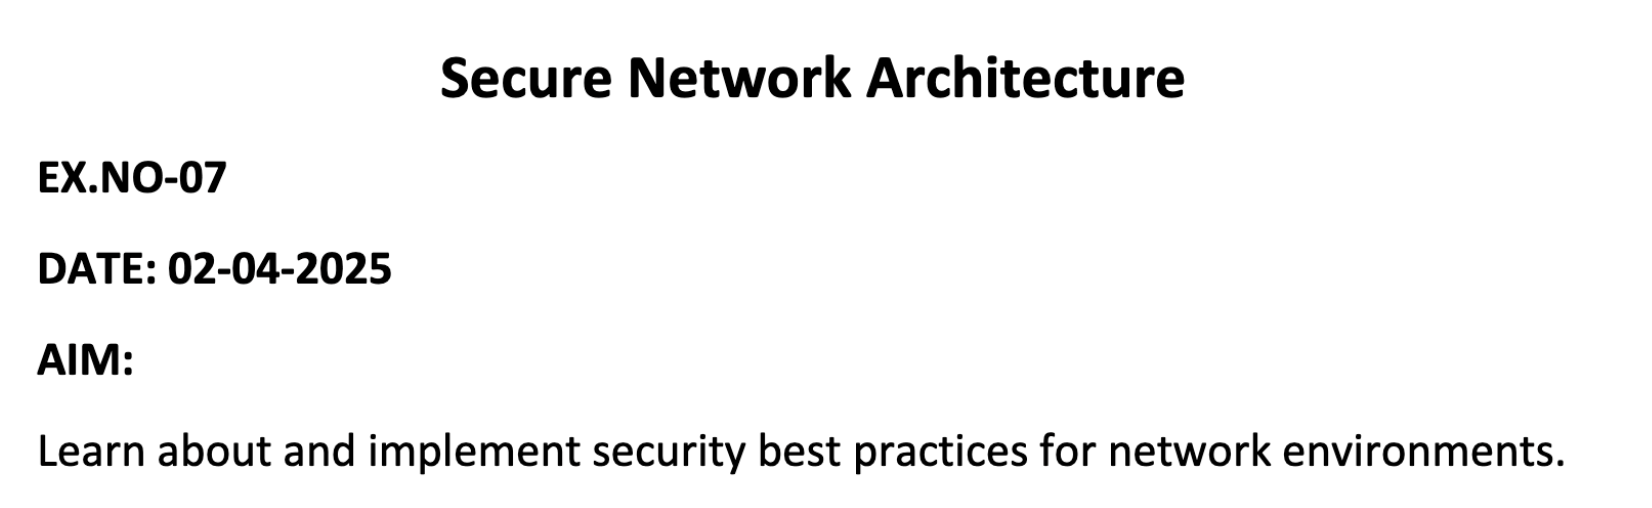 Secure Network Architecture
EX.NO-07
DATE: 02-04-2025
AIM:
Learn about and implement security best practices for network environments.